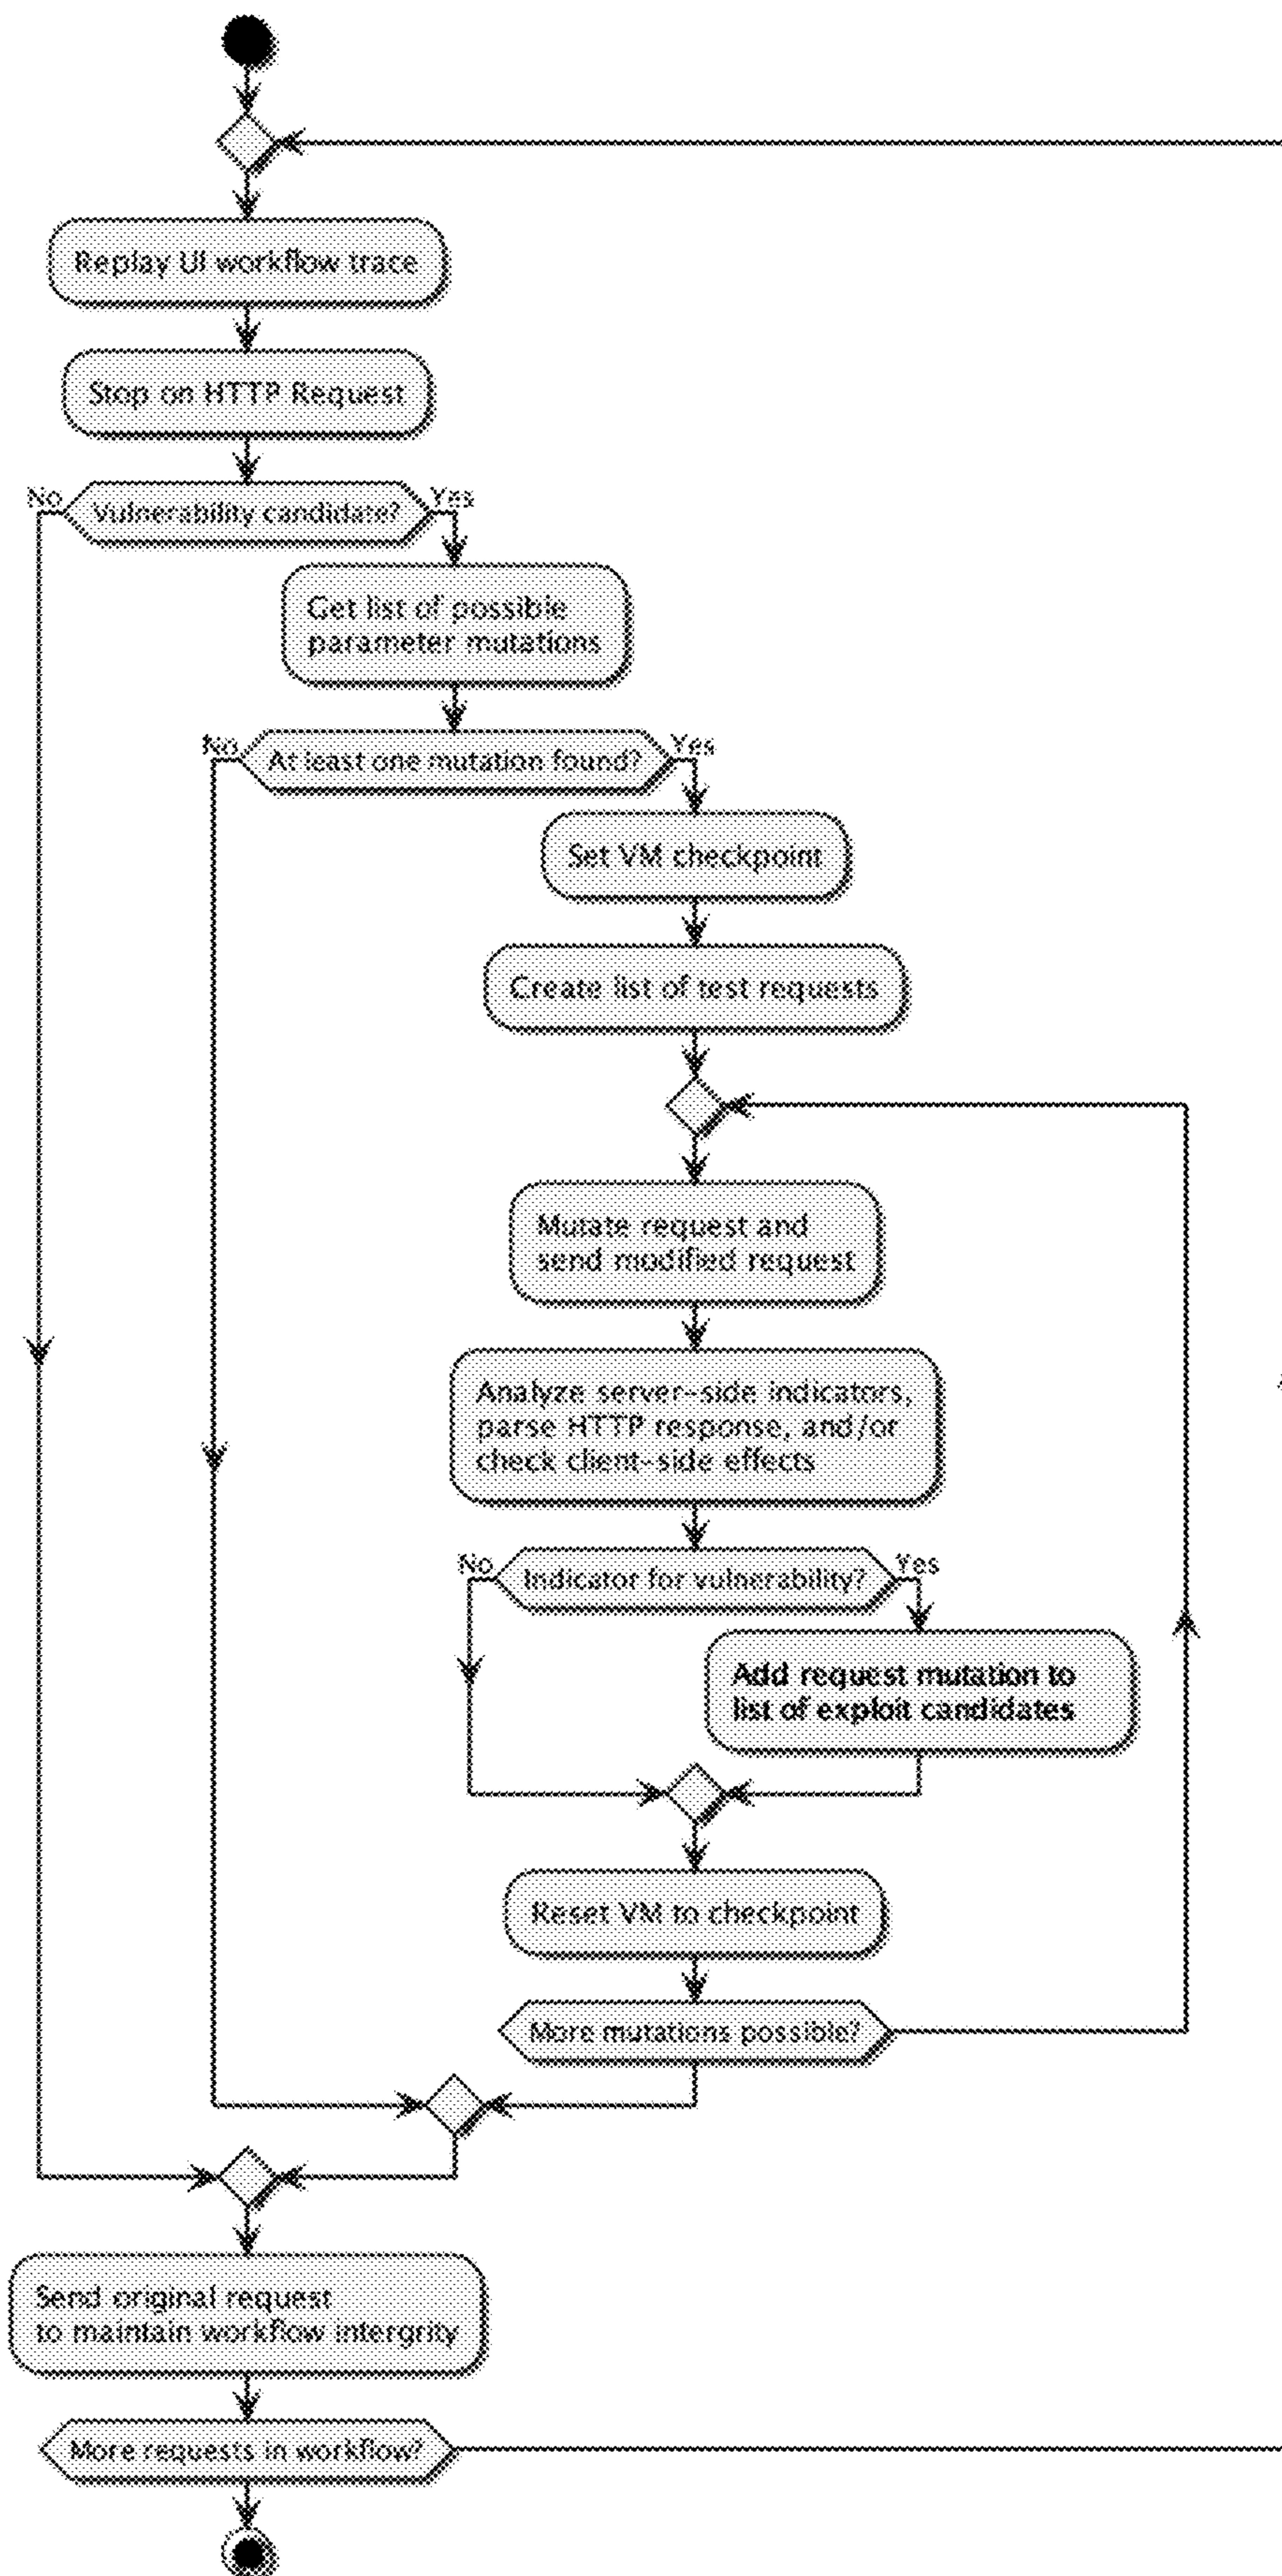 Replay UI workflow trace
Stop on HTTP Request
No
Vulnerability candidate?
Yes
Get list of possible
parameter mutations
No
At least one mutation found?
Yes
Set VM checkpoint
Create list of test requests
Mutate request and
send modified request
Analyze server-side indicators,
parse HTTP response, and/or
check client-side effects
No
Indicator for vulnerability?
Yes
Add request mutation to
list of exploit candidates
Reset VM to checkpoint
More mutations possible?
Send original request
to maintain workflow intergrity
More requests in workflow?